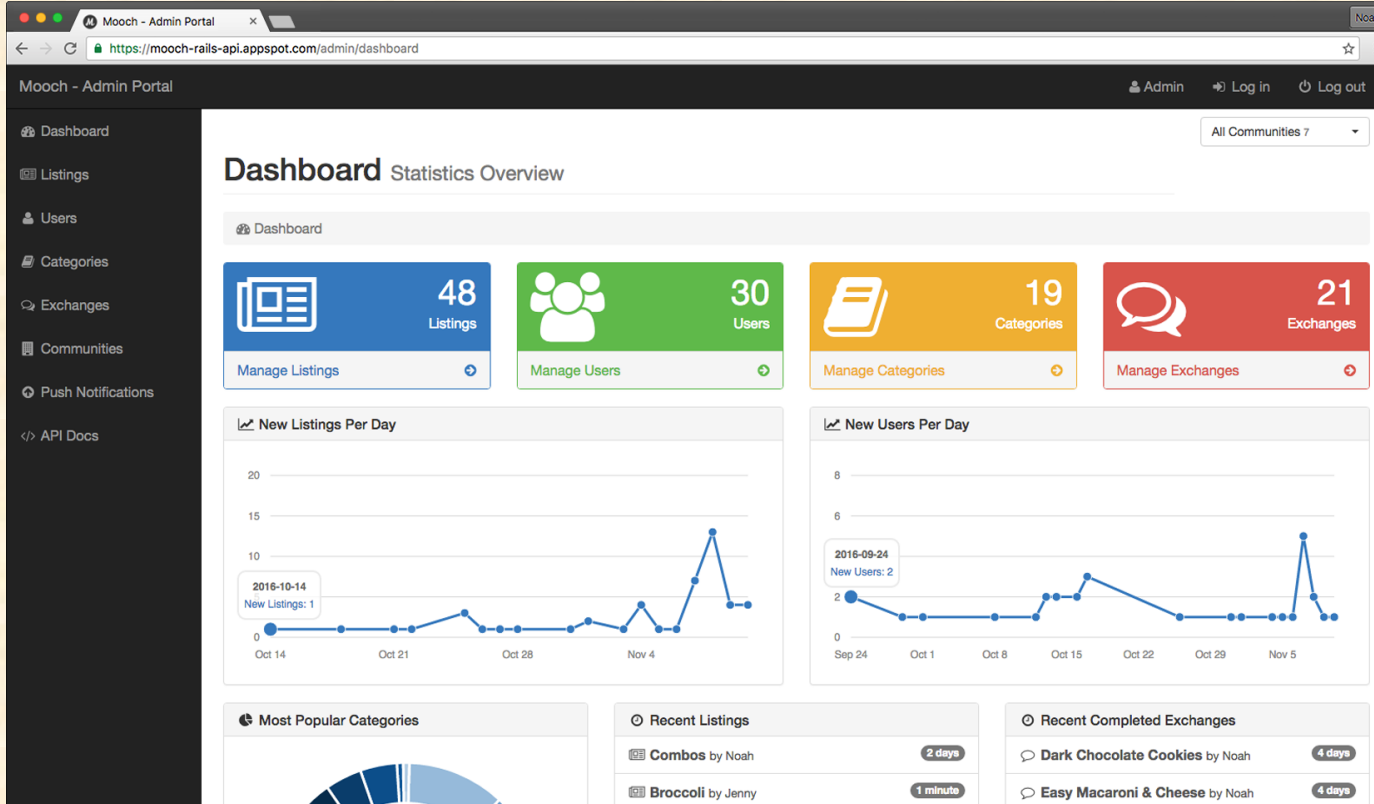 Mooch - Admin Portal
Noa
https://mooch-rails-api.appspot.com/admin/dashboard
Mooch - Admin Portal
Admin
Log in
Log out
Dashboard
Listings
Users
Categories
Exchanges
Communities
Push Notifications
API Docs
All Communities 7
Dashboard Statistics Overview
Dashboard
48
Listings
Manage Listings
30
Users
Manage Users
19
Categories
Manage Categories
21
Exchanges
Manage Exchanges
New Listings Per Day
20
15
10
5
0
2016-10-14
New Listings: 1
Oct 14 Oct 21 Oct 28 Nov 4
New Users Per Day
8
6
2016-09-24
New Users: 2
2
0
Sep 24 Oct 1 Oct 8 Oct 15 Oct 22 Oct 29 Nov 5
Most Popular Categories
Recent Listings
Combos by Noah 2 days
Broccoli by Jenny 1 minute
Recent Completed Exchanges
Dark Chocolate Cookies by Noah 4 days
Easy Macaroni & Cheese by Noah 4 days